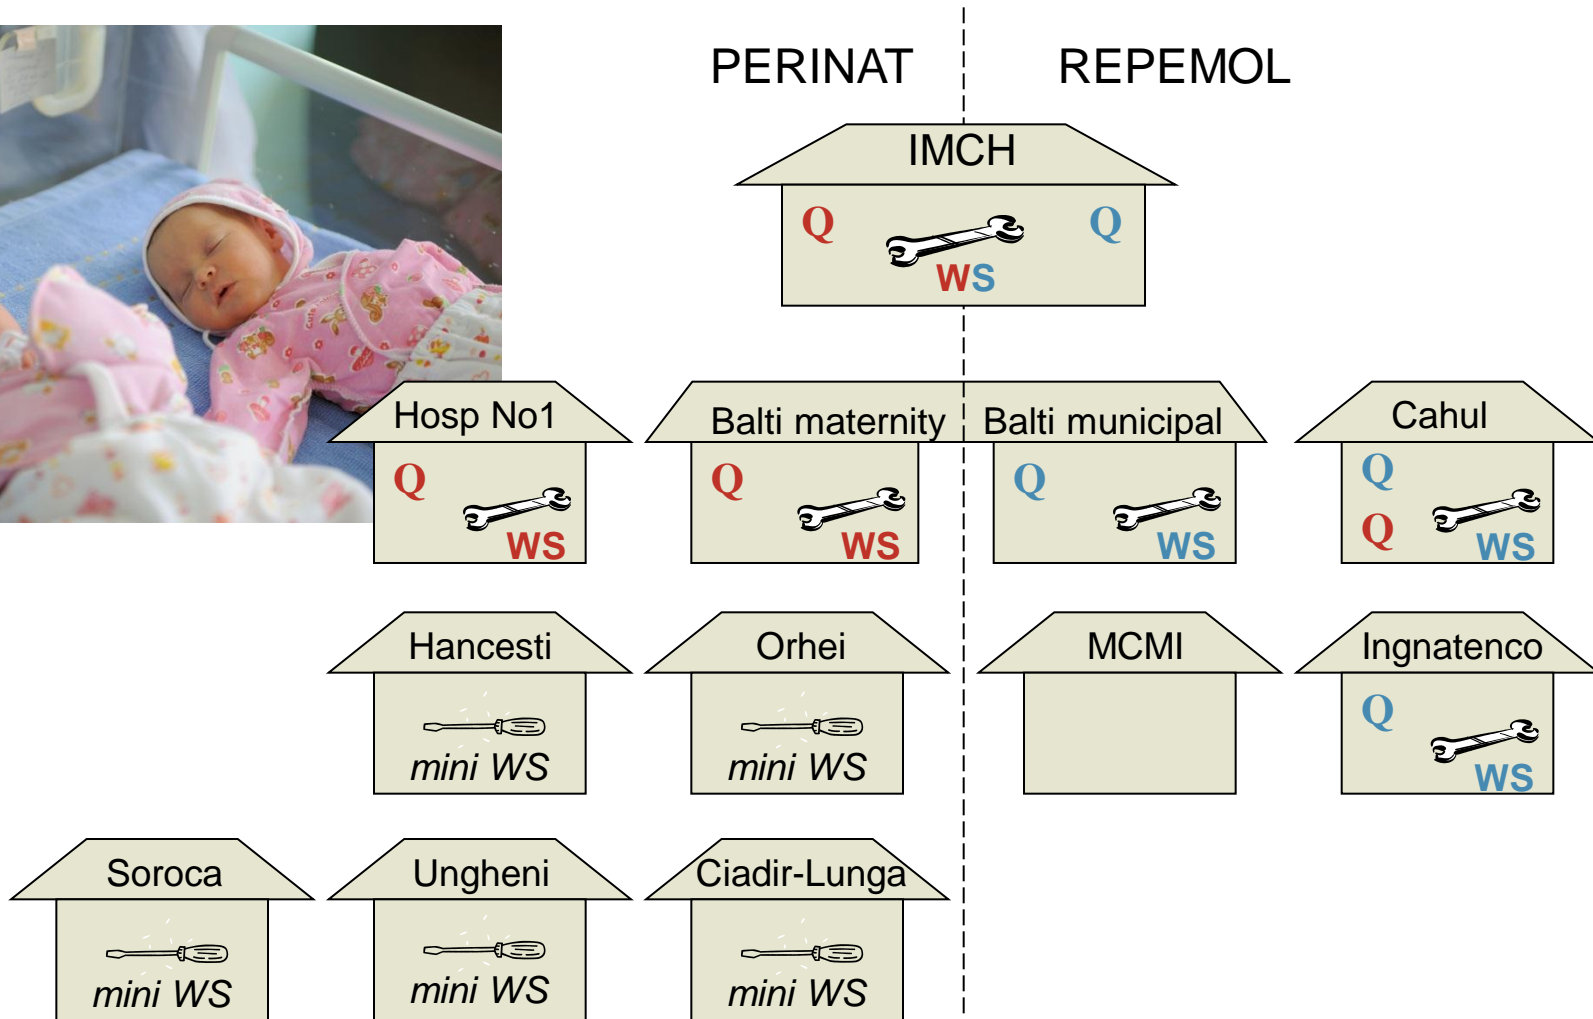 PERINAT REPEMOL
IMCH
Q Q
WS
Hosp No1 Balti maternity Balti municipal Cahul
Q Q Q Q
Q
WS WS WS WS
Hancesti Orhei MCMI Ingnatenco
Q
mini WS mini WS WS
Soroca Ungheni Ciadir-Lunga
mini WS mini WS mini WS